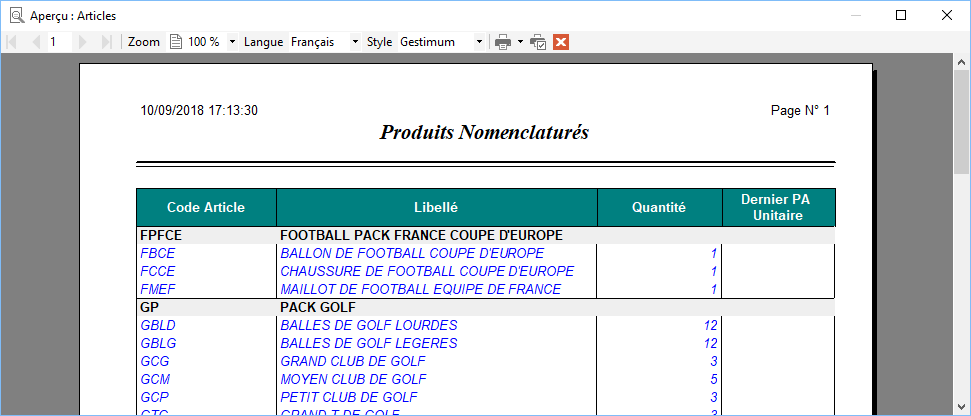 Aperçu : Articles
1 Zoom 100 % Langue Français Style Gestimum
10/09/2018 17:13:30 Page N° 1
Produits Nomenclaturés
Code Article Libellé Quantité Dernier PA Unitaire
FPFCE FOOTBALL PACK FRANCE COUPE D'EUROPE
FBCE BALLON DE FOOTBALL COUPE D'EUROPE 1
FCCE CHAUSSURE DE FOOTBALL COUPE D'EUROPE 1
FMEF MAILLOT DE FOOTBALL EQUIPE DE FRANCE 1
GP PACK GOLF
GBLD BALLES DE GOLF LOURDES 12
GBLG BALLES DE GOLF LEGERES 12
GCG GRAND CLUB DE GOLF 3
GCM MOYEN CLUB DE GOLF 5
GCP PETIT CLUB DE GOLF 3
GTG GRAND T DE GOLF 3